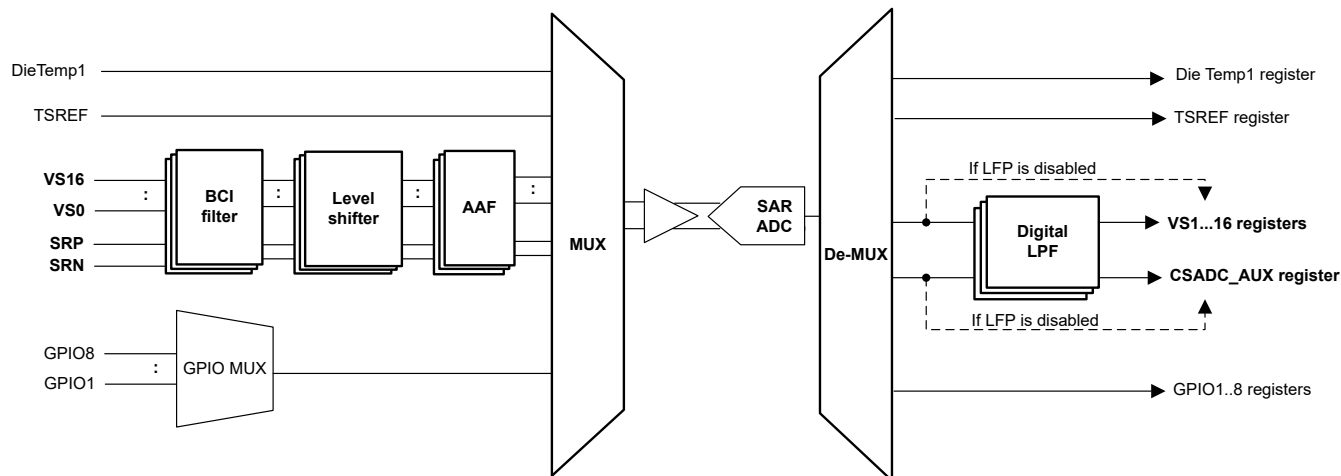 DieTemp1
TSREF
VS16
:
VS0
SRP
SRN
BCI
filter
:
Level
shifter
:
AAF
:
GPIO8
:
GPIO1
GPIO MUX
MUX
SAR
ADC
De-MUX
Die Temp1 register
TSREF register
If LFP is disabled
Digital
LPF
VS1...16 registers
CSADC_AUX register
If LFP is disabled
GPIO1..8 registers